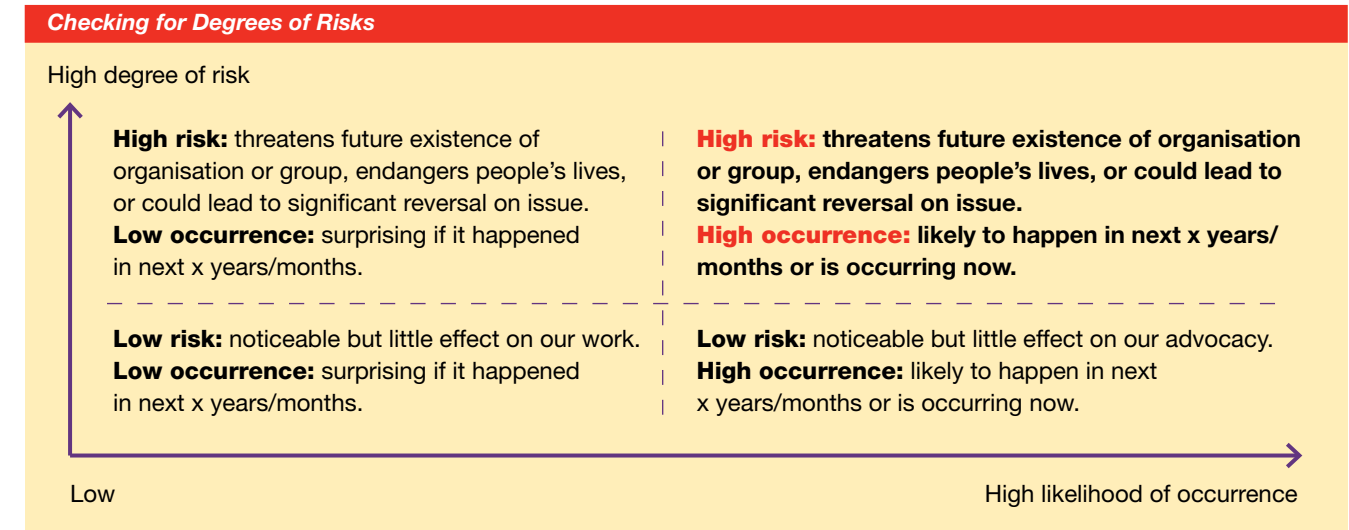 Checking for Degrees of Risks
High degree of risk
High risk: threatens future existence of
organisation or group, endangers people's lives,
or could lead to significant reversal on issue.
Low occurrence: surprising if it happened
in next x years/months.
High risk: threatens future existence of organisation
or group, endangers people's lives, or could lead to
significant reversal on issue.
High occurrence: likely to happen in next x years/
months or is occurring now.
Low risk: noticeable but little effect on our work.
Low occurrence: surprising if it happened
in next x years/months.
Low risk: noticeable but little effect on our advocacy.
High occurrence: likely to happen in next
x years/months or is occurring now.
Low
High likelihood of occurrence